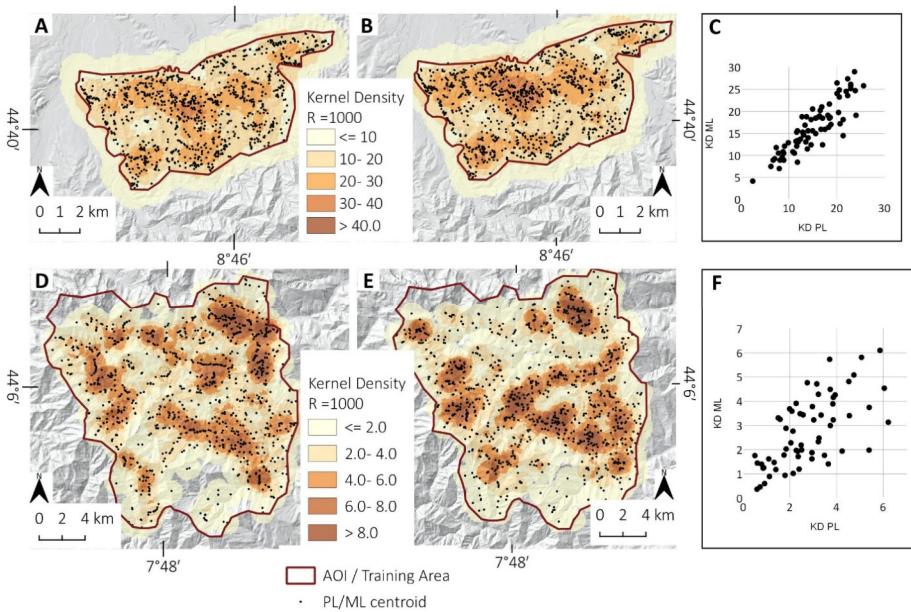 A
B
C
44°40′
Kernel Density
R =1000
<= 10
10- 20
20- 30
30- 40
> 40.0
44°40′
N
0 1 2 km
N
0 1 2 km
8°46′
8°46′
KD ML
30
25
20
15
10
5
0
0 10 20 30
KD PL
D
E
F
44°6′
Kernel Density
R =1000
<= 2.0
2.0- 4.0
4.0- 6.0
6.0- 8.0
> 8.0
44°6′
N
0 2 4 km
N
0 2 4 km
7°48′
7°48′
KD ML
7
6
5
4
3
2
1
0
0 2 4 6
KD PL
AOI / Training Area
PL/ML centroid